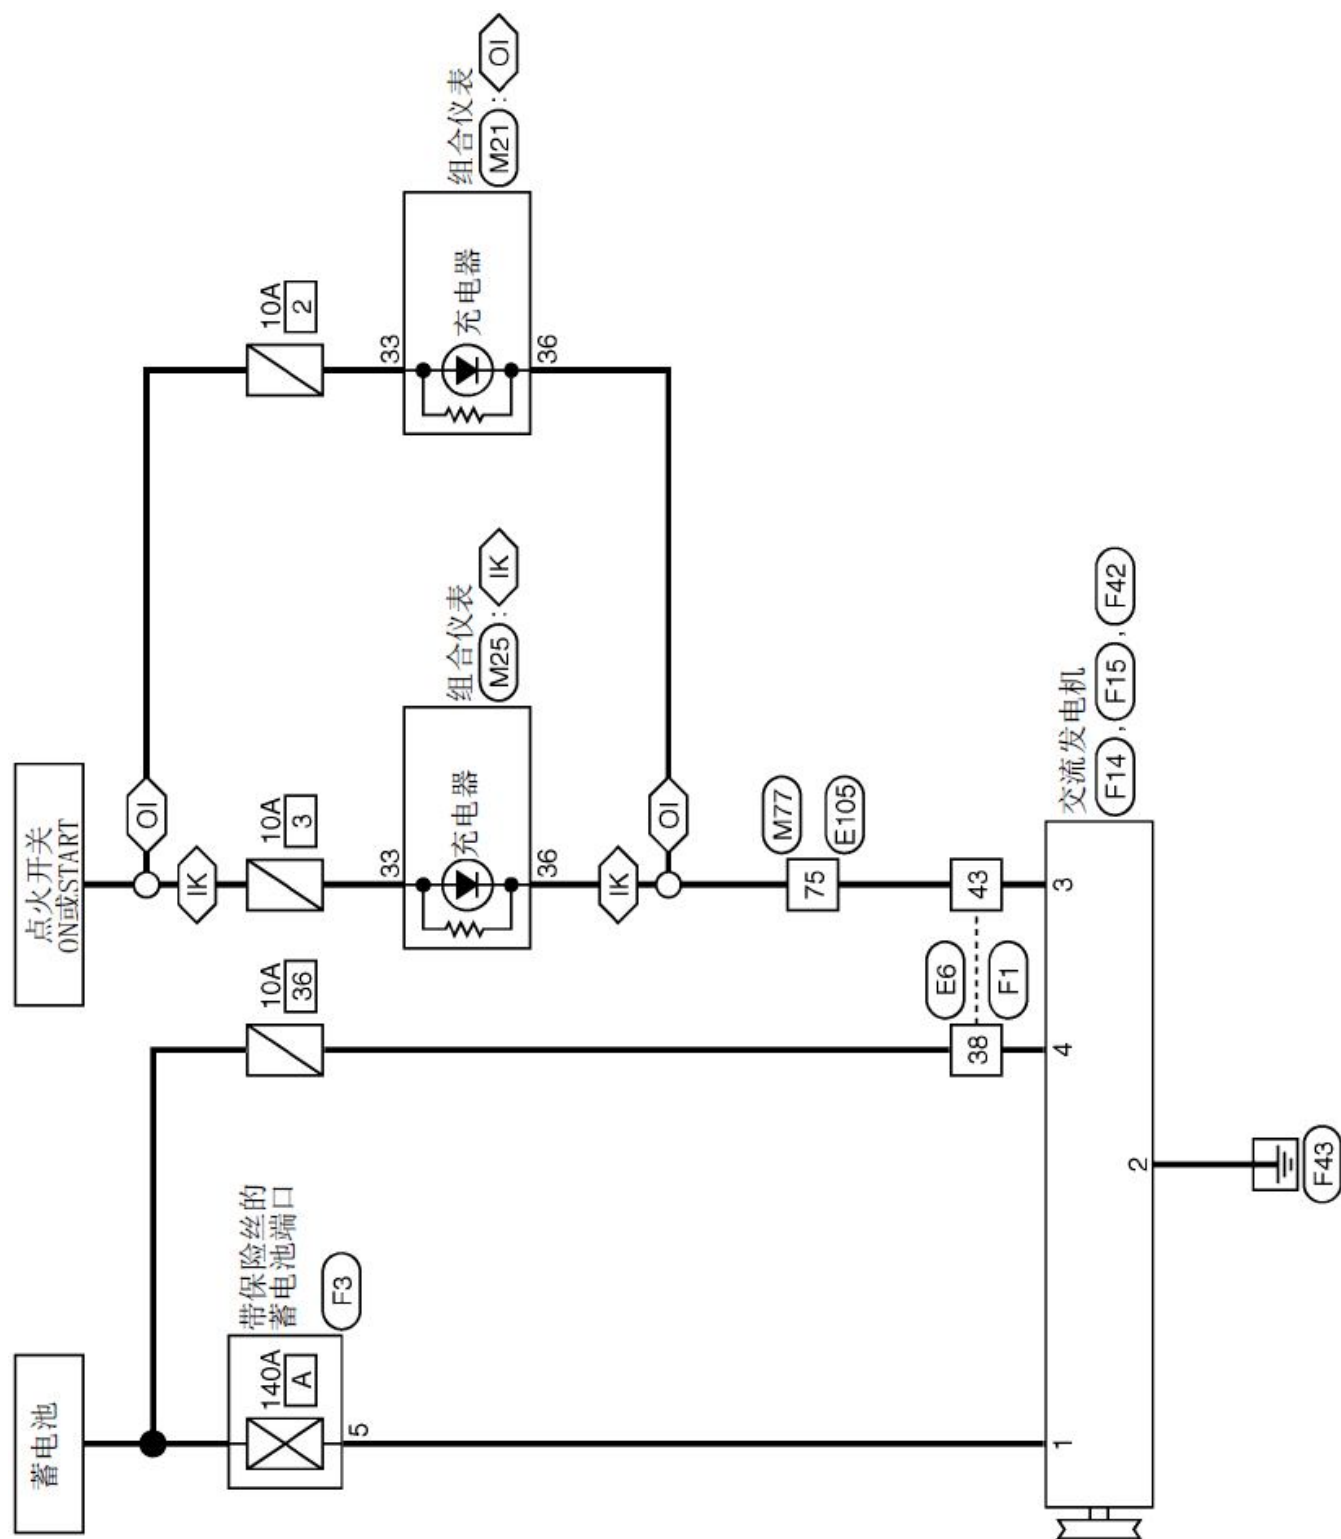 蓄电池
点火开关
ON或START
带保险丝的
蓄电池端口
140A
A
F3
5
10A
36
IK
OI
10A
3
10A
2
33
充电器
36
组合仪表
M25 : IK
33
充电器
36
组合仪表
M21 : OI
IK
OI
75
M77
E105
38
E6
F1
43
1
4
3
2
交流发电机
F14 , F15 , F42
F43